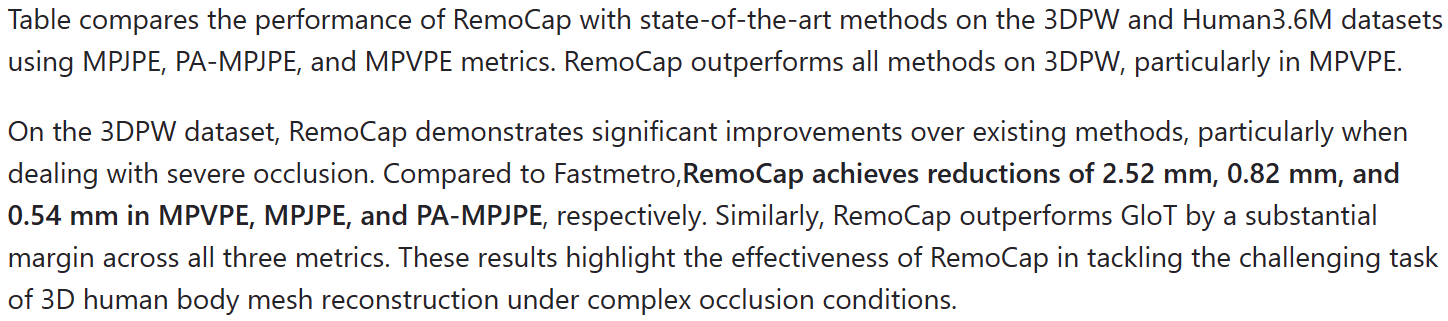 Table compares the performance of RemoCap with state-of-the-art methods on the 3DPW and Human3.6M datasets
using MPJPE, PA-MPJPE, and MPVPE metrics. RemoCap outperforms all methods on 3DPW, particularly in MPVPE.
On the 3DPW dataset, RemoCap demonstrates significant improvements over existing methods, particularly when
dealing with severe occlusion. Compared to Fastmetro,RemoCap achieves reductions of 2.52 mm, 0.82 mm, and
0.54 mm in MPVPE, MPJPE, and PA-MPJPE, respectively. Similarly, RemoCap outperforms GloT by a substantial
margin across all three metrics. These results highlight the effectiveness of RemoCap in tackling the challenging task
of 3D human body mesh reconstruction under complex occlusion conditions.